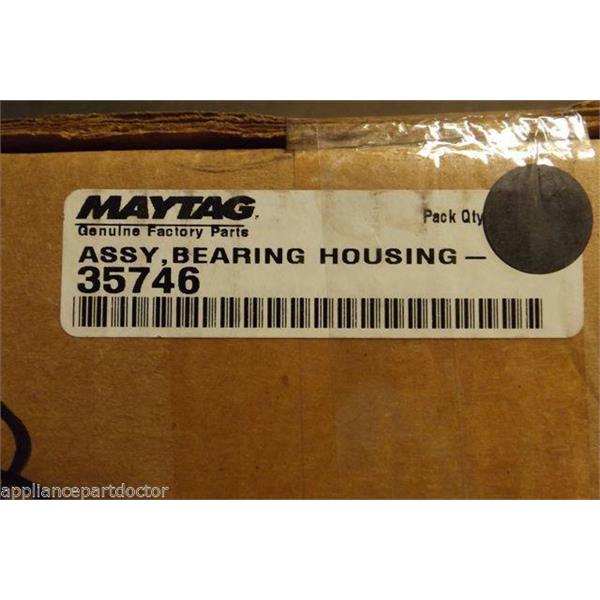 MAYTAG
Genuine Factory Parts
Pack Qty
ASSY,BEARING HOUSING—
35746
appliancepartdoctor